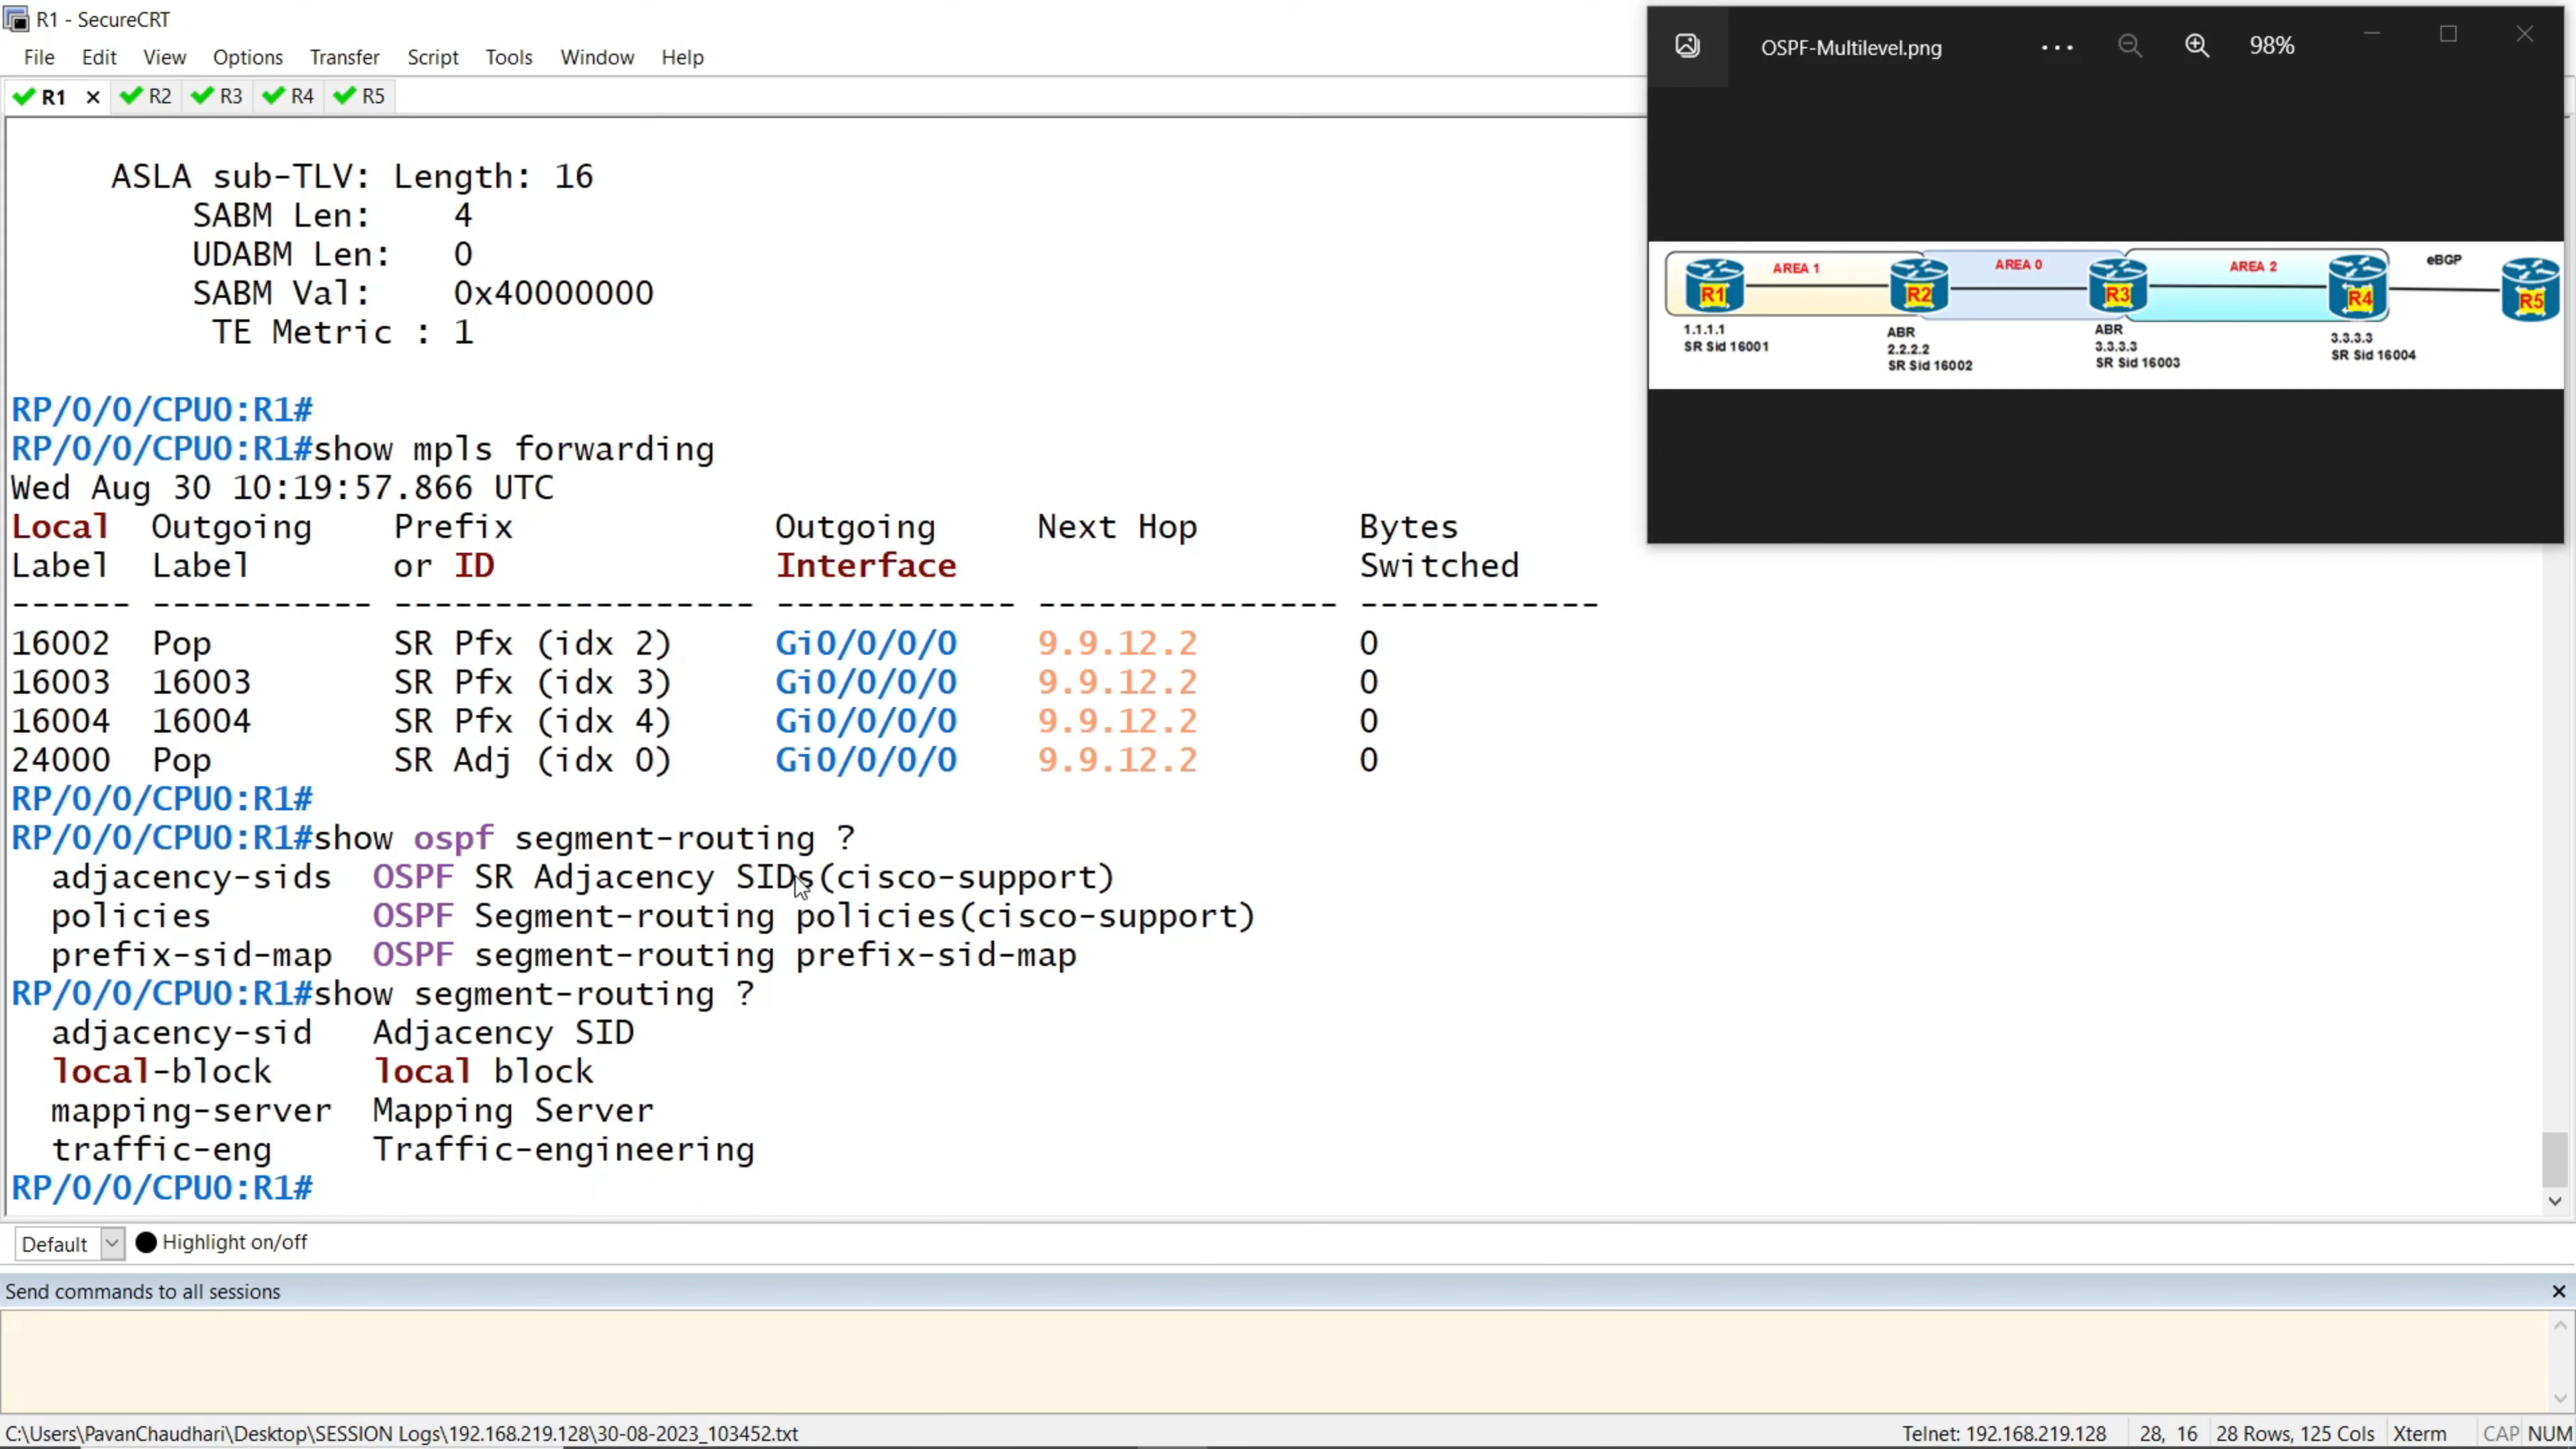 R1 - SecureCRT
File Edit View Options Transfer Script Tools Window Help
R1 × R2 R3 R4 R5
ASLA sub-TLV: Length: 16
SABM Len: 4
UDABM Len: 0
SABM Val: 0x40000000
TE Metric : 1
RP/0/0/CPU0:R1#
RP/0/0/CPU0:R1#show mpls forwarding
Wed Aug 30 10:19:57.866 UTC
Local Outgoing Prefix Outgoing Next Hop Bytes
Label Label or ID Interface Switched
------ ----------- ------------------ ------------ --------------- ------------
16002 Pop SR Pfx (idx 2) Gi0/0/0/0 9.9.12.2 0
16003 16003 SR Pfx (idx 3) Gi0/0/0/0 9.9.12.2 0
16004 16004 SR Pfx (idx 4) Gi0/0/0/0 9.9.12.2 0
24000 Pop SR Adj (idx 0) Gi0/0/0/0 9.9.12.2 0
RP/0/0/CPU0:R1#
RP/0/0/CPU0:R1#show ospf segment-routing ?
adjacency-sids OSPF SR Adjacency SIDs(cisco-support)
policies OSPF Segment-routing policies(cisco-support)
prefix-sid-map OSPF segment-routing prefix-sid-map
RP/0/0/CPU0:R1#show segment-routing ?
adjacency-sid Adjacency SID
local-block local block
mapping-server Mapping Server
traffic-eng Traffic-engineering
RP/0/0/CPU0:R1#
OSPF-Multilevel.png ... 98%
AREA 1 AREA 0 AREA 2 eBGP
R1 R2 R3 R4 R5
1.1.1.1
SR Sid 16001
ABR
2.2.2.2
SR Sid 16002
ABR
3.3.3.3
SR Sid 16003
3.3.3.3
SR Sid 16004
Default Highlight on/off
Send commands to all sessions
C:\Users\PavanChaudhari\Desktop\SESSION Logs\192.168.219.128\30-08-2023_103452.txt Telnet: 192.168.219.128 28, 16 28 Rows, 125 Cols Xterm CAP NUM